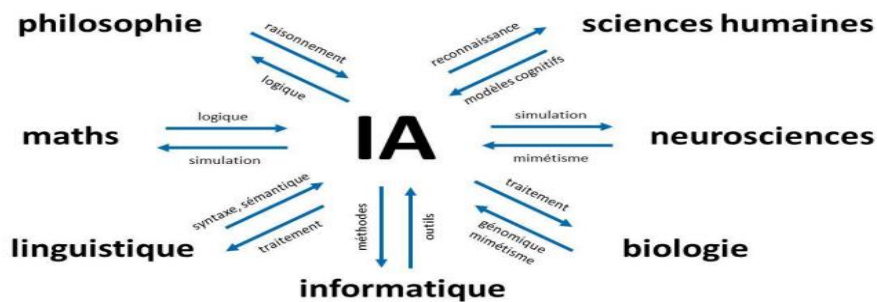 philosophie
raisonnement
logique
reconnaissance
modèles cognitifs
sciences humaines
maths
logique
simulation
IA
simulation
mimétisme
neurosciences
linguistique
syntaxe, sémantique
traitement
méthodes
outils
traitement
génomique
mimétisme
biologie
informatique